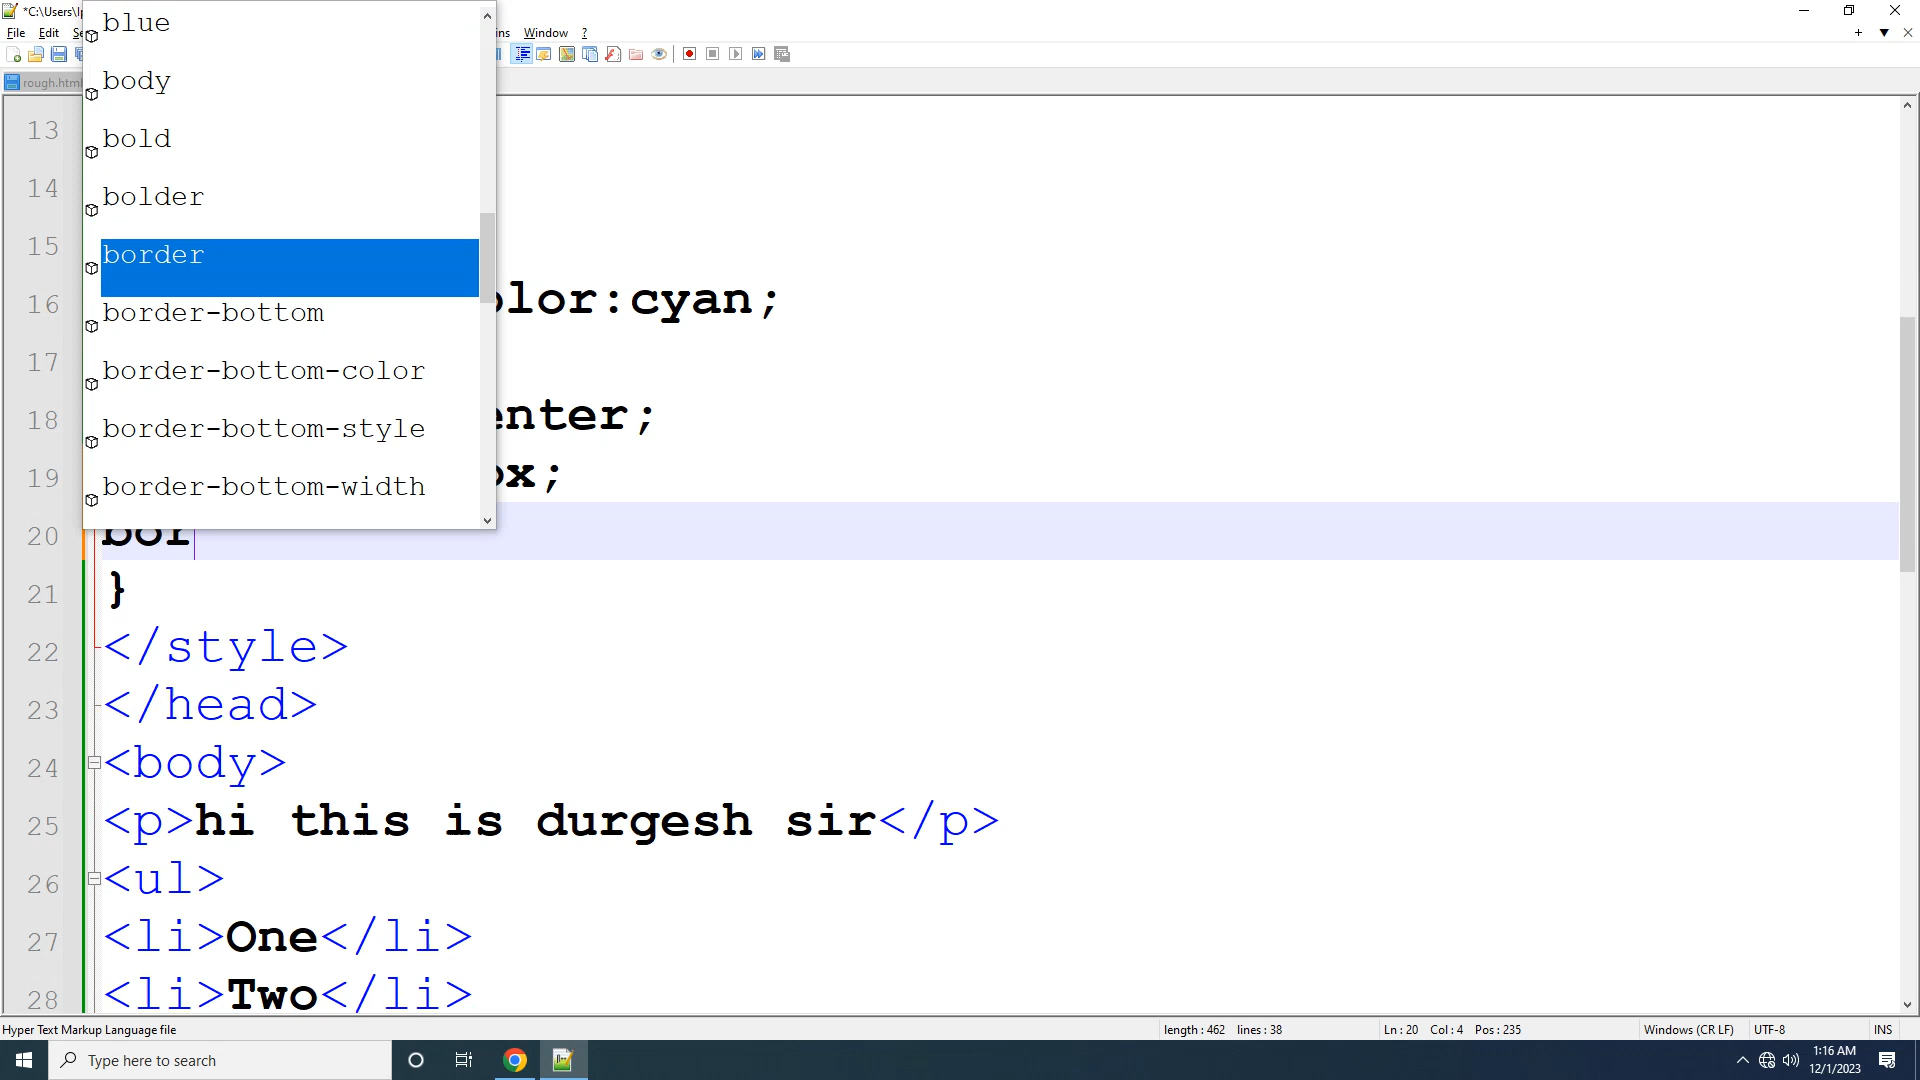 *C:\Users\lp
File Edit Se ins Window ?
rough.html
blue
body
bold
bolder
border
border-bottom
border-bottom-color
border-bottom-style
border-bottom-width
13
14
15
16 olor:cyan;
17
18 enter;
19 ox;
20 bor
21 }
22 </style>
23 </head>
24 <body>
25 <p>hi this is durgesh sir</p>
26 <ul>
27 <li>One</li>
28 <li>Two</li>
Hyper Text Markup Language file length : 462 lines : 38 Ln : 20 Col : 4 Pos : 235 Windows (CR LF) UTF-8 INS
Type here to search
1:16 AM
12/1/2023